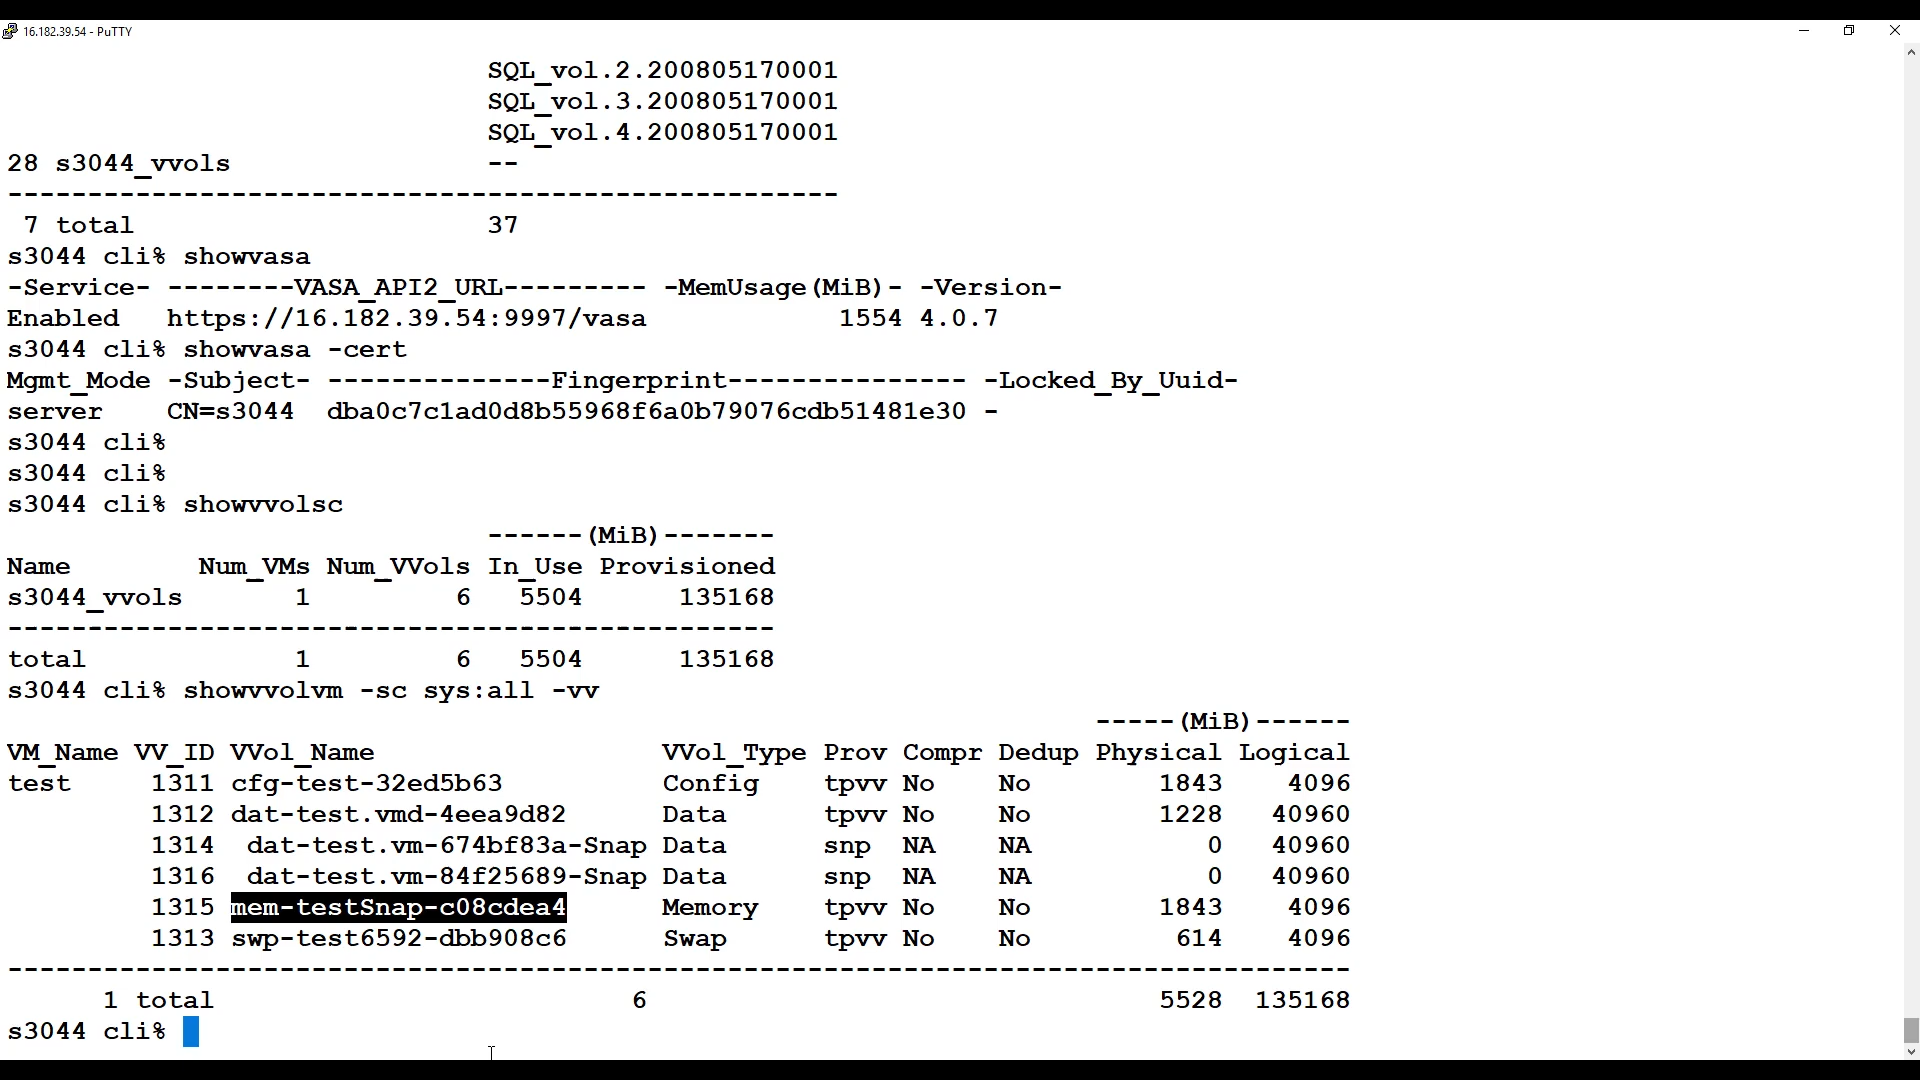 16.182.39.54 - PuTTY
SQL_vol.2.200805170001
SQL_vol.3.200805170001
SQL_vol.4.200805170001
28 s3044_vvols                --
----------------------------------------------------
 7 total                      37
s3044 cli% showvasa
-Service- --------VASA_API2_URL--------- -MemUsage(MiB)- -Version-
Enabled   https://16.182.39.54:9997/vasa            1554 4.0.7
s3044 cli% showvasa -cert
Mgmt_Mode -Subject- --------------Fingerprint--------------- -Locked_By_Uuid-
server    CN=s3044  dba0c7c1ad0d8b55968f6a0b79076cdb51481e30 -
s3044 cli%
s3044 cli%
s3044 cli% showvvolsc
                              ------(MiB)-------
Name        Num_VMs Num_VVols In_Use Provisioned
s3044_vvols       1         6   5504      135168
------------------------------------------------
total             1         6   5504      135168
s3044 cli% showvvolvm -sc sys:all -vv
                                                                    -----(MiB)------
VM_Name VV_ID VVol_Name                  VVol_Type Prov Compr Dedup Physical Logical
test     1311 cfg-test-32ed5b63          Config    tpvv No    No        1843    4096
         1312 dat-test.vmd-4eea9d82      Data      tpvv No    No        1228   40960
         1314  dat-test.vm-674bf83a-Snap Data      snp  NA    NA           0   40960
         1316  dat-test.vm-84f25689-Snap Data      snp  NA    NA           0   40960
         1315 mem-testSnap-c08cdea4      Memory    tpvv No    No        1843    4096
         1313 swp-test6592-dbb908c6      Swap      tpvv No    No         614    4096
------------------------------------------------------------------------------------
      1 total                          6                                5528  135168
s3044 cli%